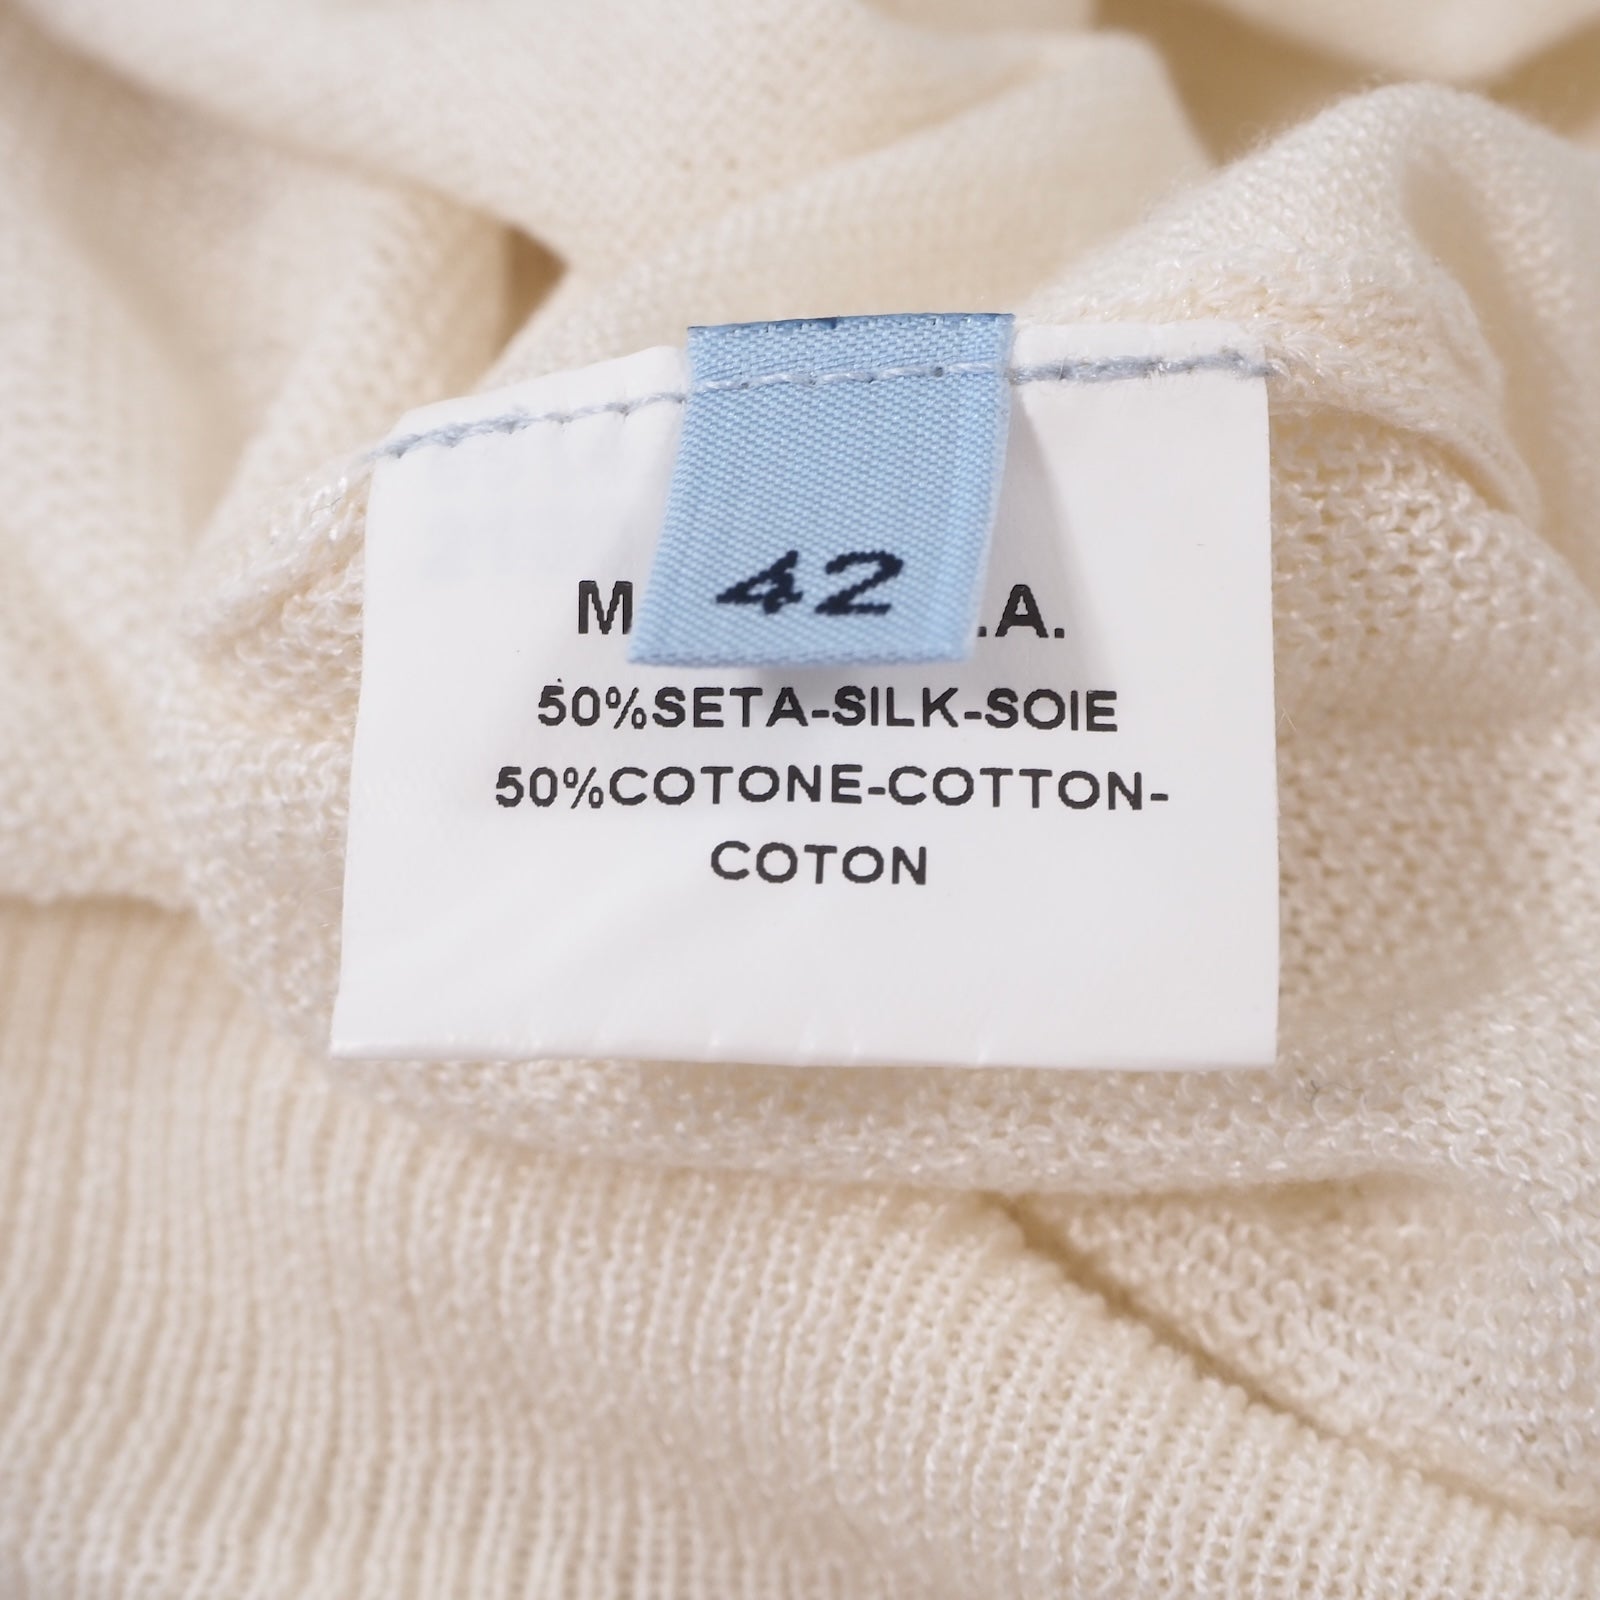 42
M .A.
50%SETA-SILK-SOIE
50%COTONE-COTTON-
COTON